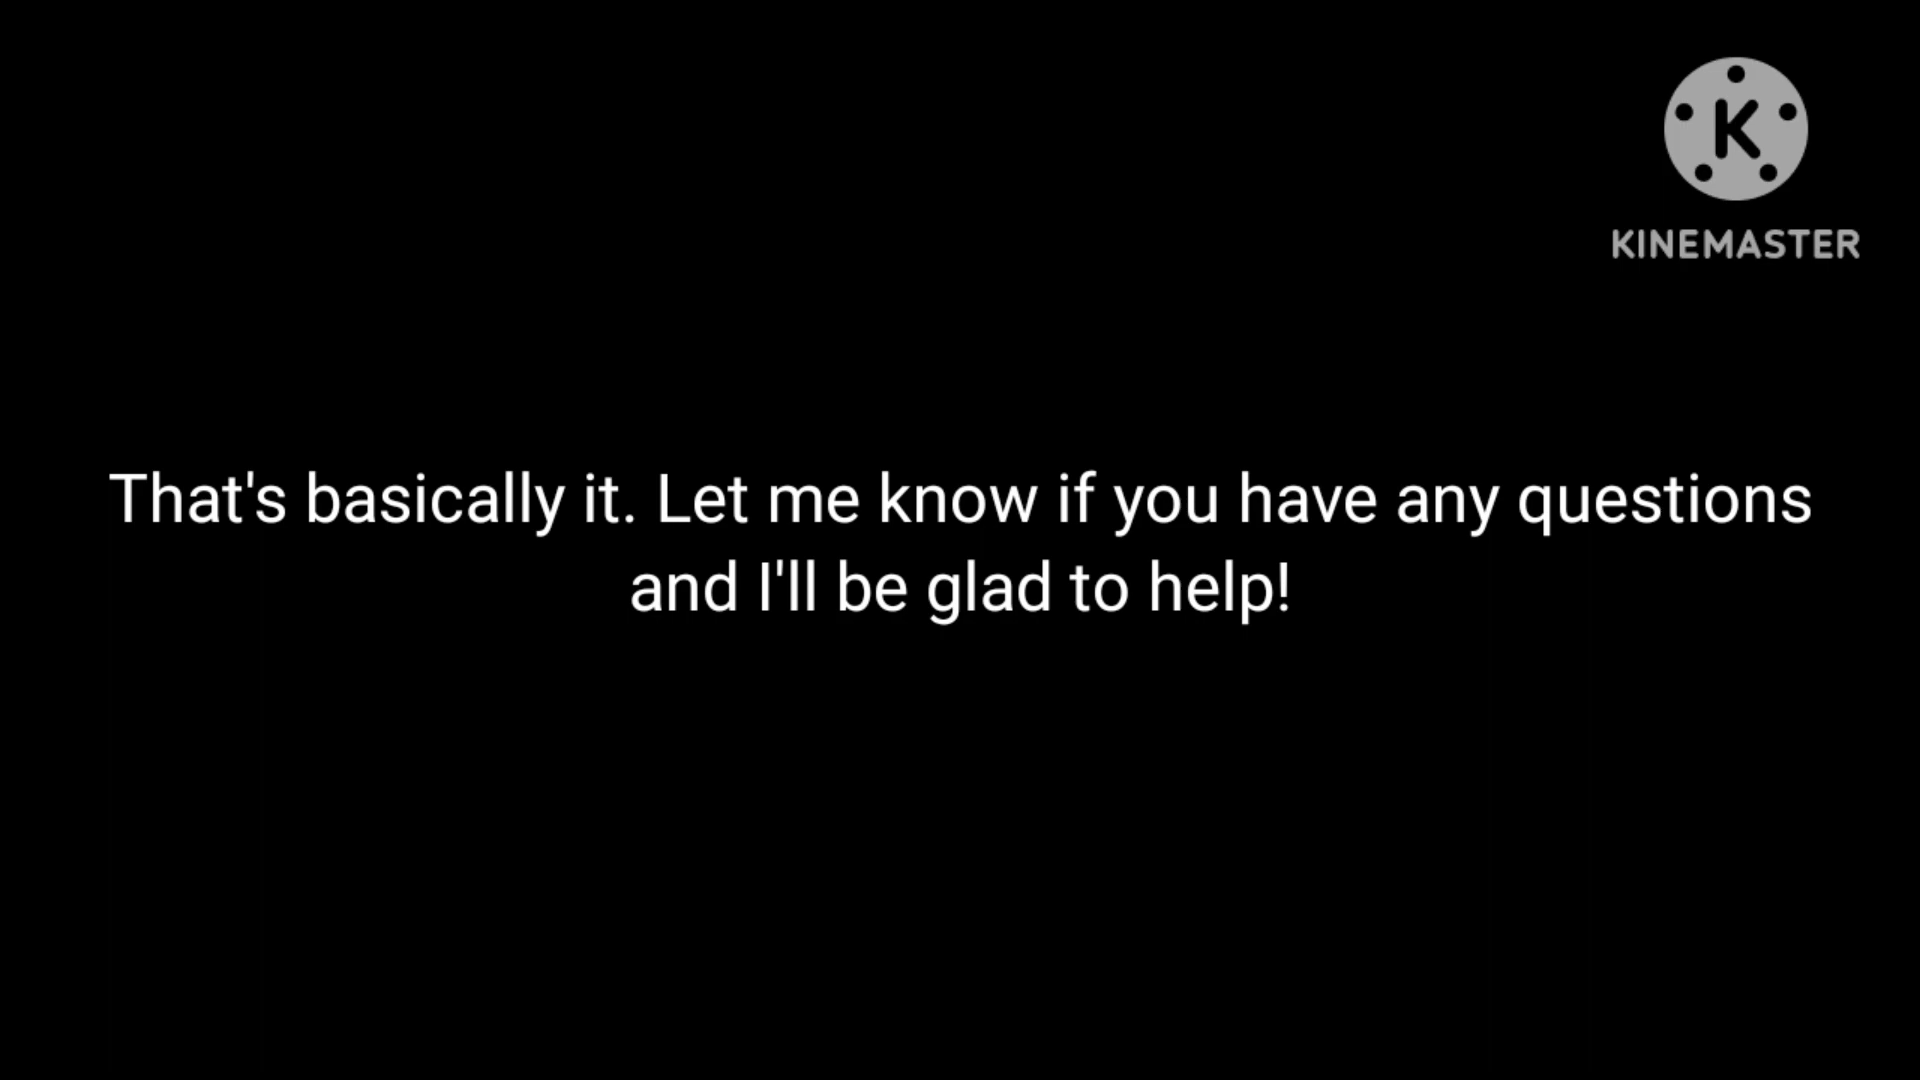 K
KINEMASTER
That's basically it. Let me know if you have any questions
and I'll be glad to help!